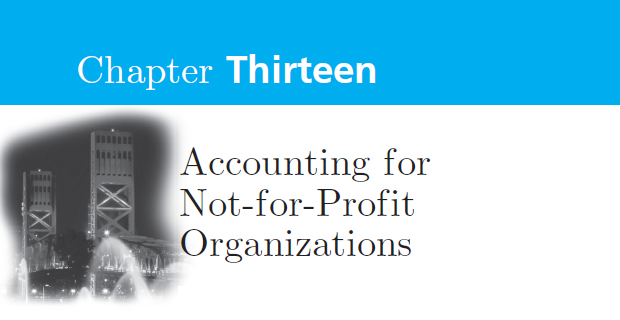 Chapter Thirteen
Accounting for
Not-for-Profit
Organizations